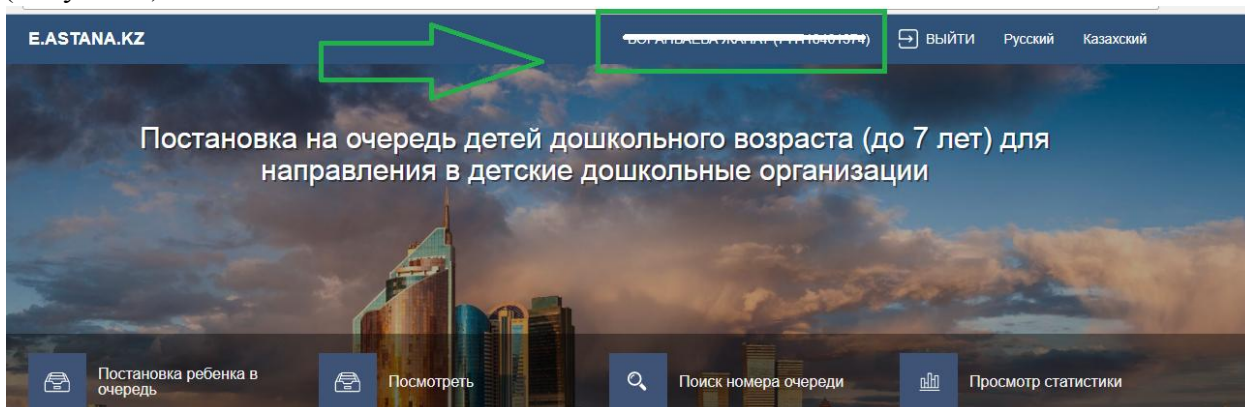 E.ASTANA.KZ
ВЫЙТИ Русский Казахский
Постановка на очередь детей дошкольного возраста (до 7 лет) для
направления в детские дошкольные организации
Постановка ребенка в
очередь
Посмотреть
Поиск номера очереди
Просмотр статистики